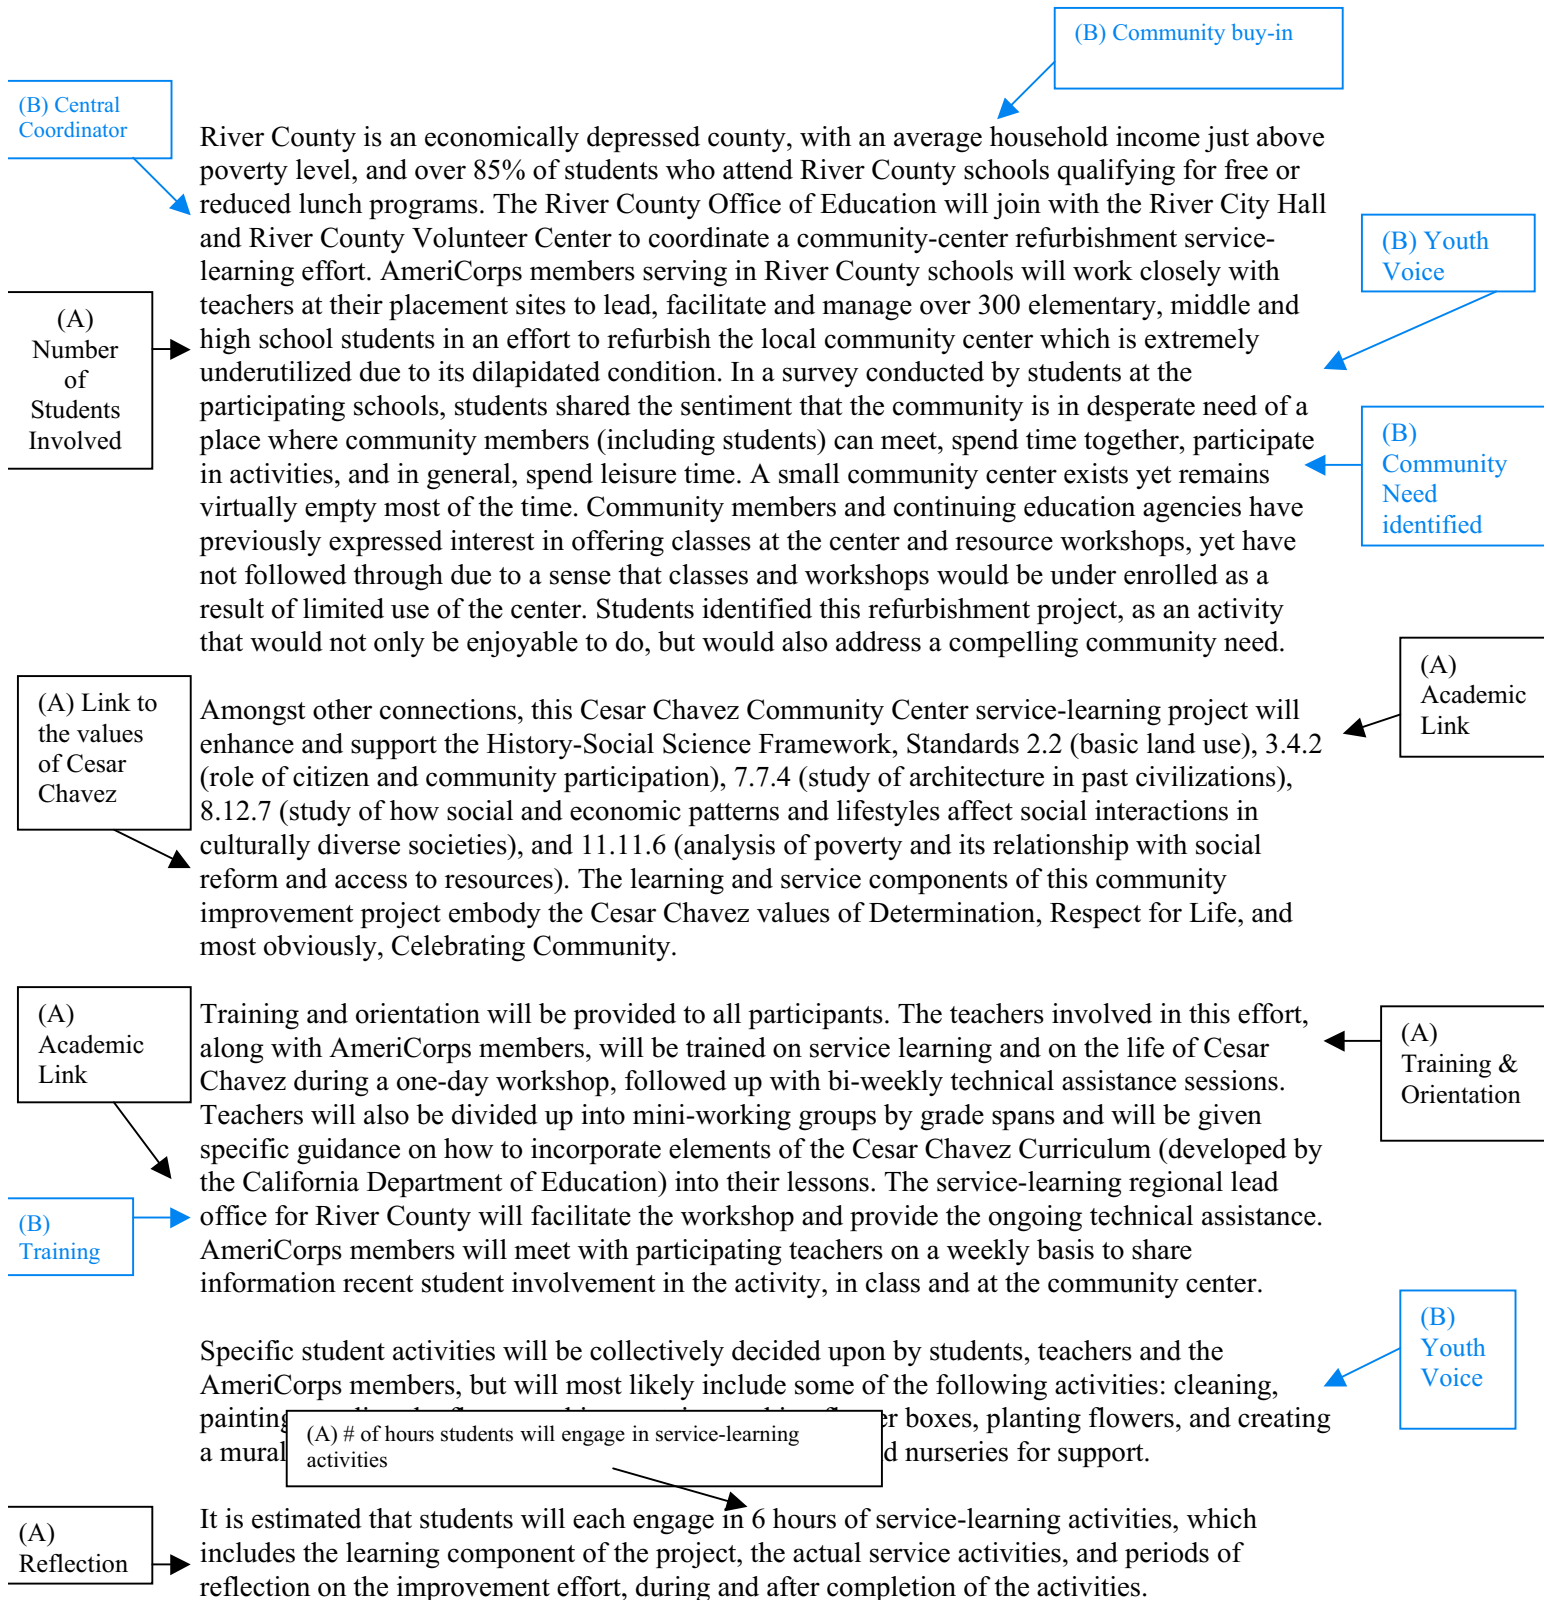 (B) Community buy-in
(B) Central
Coordinator
River County is an economically depressed county, with an average household income just above
poverty level, and over 85% of students who attend River County schools qualifying for free or
reduced lunch programs. The River County Office of Education will join with the River City Hall
and River County Volunteer Center to coordinate a community-center refurbishment service-
learning effort. AmeriCorps members serving in River County schools will work closely with
teachers at their placement sites to lead, facilitate and manage over 300 elementary, middle and
high school students in an effort to refurbish the local community center which is extremely
underutilized due to its dilapidated condition. In a survey conducted by students at the
participating schools, students shared the sentiment that the community is in desperate need of a
place where community members (including students) can meet, spend time together, participate
in activities, and in general, spend leisure time. A small community center exists yet remains
virtually empty most of the time. Community members and continuing education agencies have
previously expressed interest in offering classes at the center and resource workshops, yet have
not followed through due to a sense that classes and workshops would be under enrolled as a
result of limited use of the center. Students identified this refurbishment project, as an activity
that would not only be enjoyable to do, but would also address a compelling community need.
(B) Youth
Voice
(A)
Number
of
Students
Involved
(B)
Community
Need
identified
(A)
Academic
Link
(A) Link to
the values
of Cesar
Chavez
Amongst other connections, this Cesar Chavez Community Center service-learning project will
enhance and support the History-Social Science Framework, Standards 2.2 (basic land use), 3.4.2
(role of citizen and community participation), 7.7.4 (study of architecture in past civilizations),
8.12.7 (study of how social and economic patterns and lifestyles affect social interactions in
culturally diverse societies), and 11.11.6 (analysis of poverty and its relationship with social
reform and access to resources). The learning and service components of this community
improvement project embody the Cesar Chavez values of Determination, Respect for Life, and
most obviously, Celebrating Community.
(A)
Academic
Link
(A)
Training &
Orientation
Training and orientation will be provided to all participants. The teachers involved in this effort,
along with AmeriCorps members, will be trained on service learning and on the life of Cesar
Chavez during a one-day workshop, followed up with bi-weekly technical assistance sessions.
Teachers will also be divided up into mini-working groups by grade spans and will be given
specific guidance on how to incorporate elements of the Cesar Chavez Curriculum (developed by
the California Department of Education) into their lessons. The service-learning regional lead
office for River County will facilitate the workshop and provide the ongoing technical assistance.
AmeriCorps members will meet with participating teachers on a weekly basis to share
information recent student involvement in the activity, in class and at the community center.
(B)
Training
(B)
Youth
Voice
Specific student activities will be collectively decided upon by students, teachers and the
AmeriCorps members, but will most likely include some of the following activities: cleaning,
painting boxes, planting flowers, and creating
a mural nurseries for support.
(A) # of hours students will engage in service-learning
activities
(A)
Reflection
It is estimated that students will each engage in 6 hours of service-learning activities, which
includes the learning component of the project, the actual service activities, and periods of
reflection on the improvement effort, during and after completion of the activities.